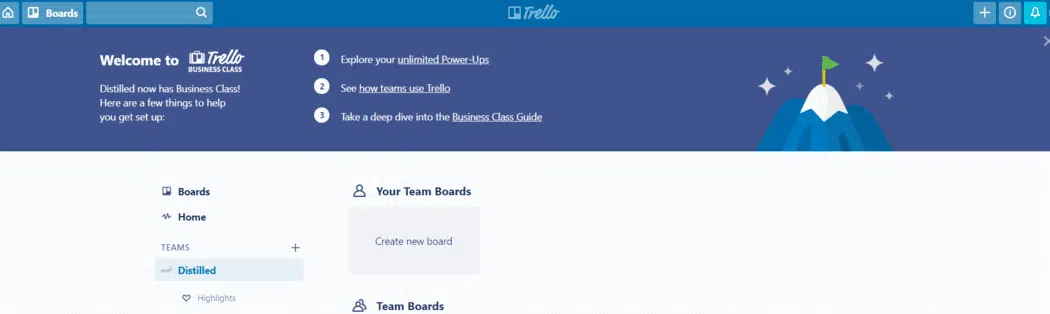 Boards
Trello
Welcome to Trello
BUSINESS CLASS
Distilled now has Business Class!
Here are a few things to help
you get set up:
1 Explore your unlimited Power-Ups
2 See how teams use Trello
3 Take a deep dive into the Business Class Guide
Boards
Home
TEAMS
Distilled
Highlights
Your Team Boards
Create new board
Team Boards